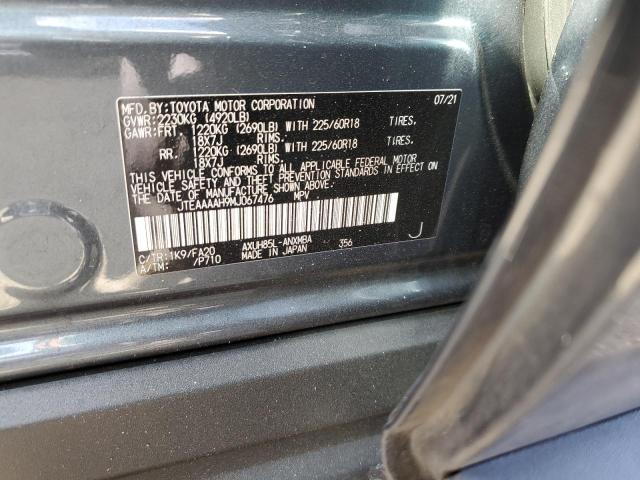 MFD.BY:TOYOTA MOTOR CORPORATION 07/21
GVWR:2230KG (4920LB)
GAWR:FRT. 1220KG (2690LB) WITH 225/60R18 TIRES.
18X7J RIMS.
RR. 1220KG (2690LB) WITH 225/60R18 TIRES.
18X7J RIMS.
THIS VEHICLE CONFORMS TO ALL APPLICABLE FEDERAL MOTOR
VEHICLE SAFETY AND THEFT PREVENTION STANDARDS IN EFFECT ON
THE DATE OF MANUFACTURE SHOWN ABOVE.
JTEAAAAH9MJ067476 MPV
C/TR:1K9/FA20 AXUH85L-ANXMBA J
A/TM: /P710 MADE IN JAPAN 356